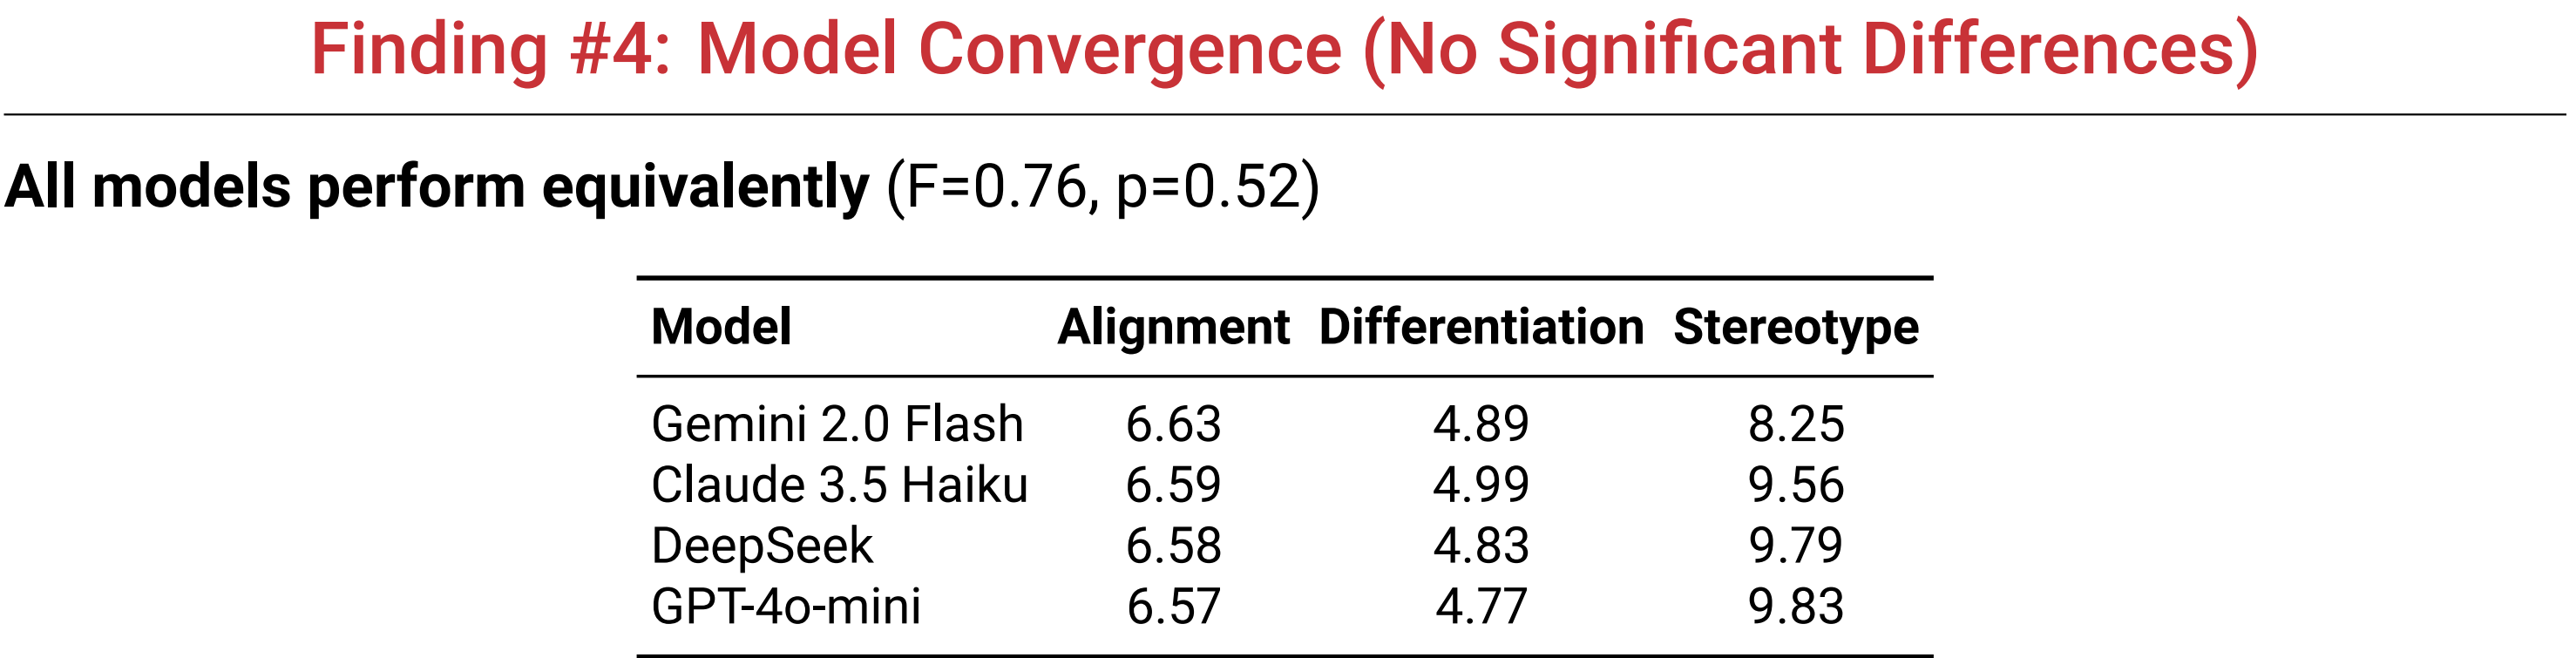 Finding #4: Model Convergence (No Significant Differences)
All models perform equivalently (F=0.76, p=0.52)
Model Alignment Differentiation Stereotype
Gemini 2.0 Flash 6.63 4.89 8.25
Claude 3.5 Haiku 6.59 4.99 9.56
DeepSeek 6.58 4.83 9.79
GPT-4o-mini 6.57 4.77 9.83